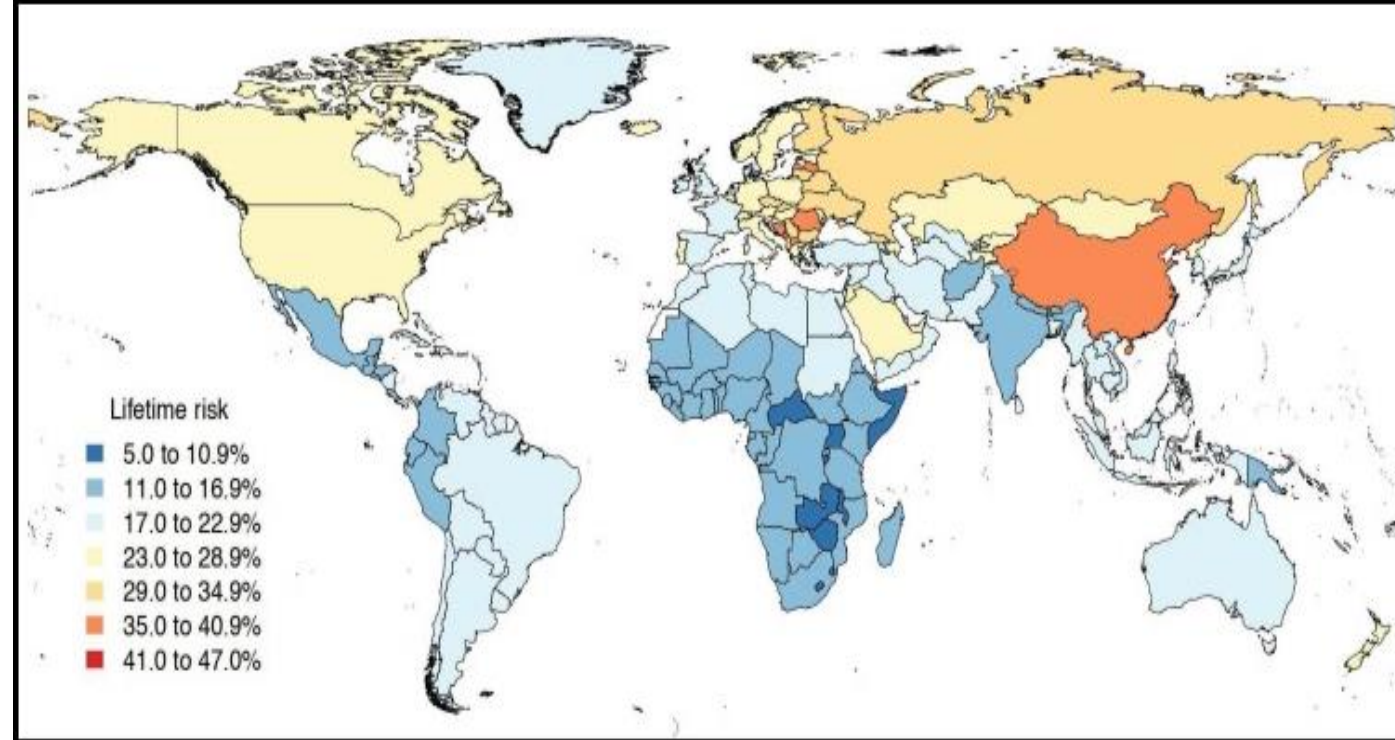 Lifetime risk
5.0 to 10.9%
11.0 to 16.9%
17.0 to 22.9%
23.0 to 28.9%
29.0 to 34.9%
35.0 to 40.9%
41.0 to 47.0%